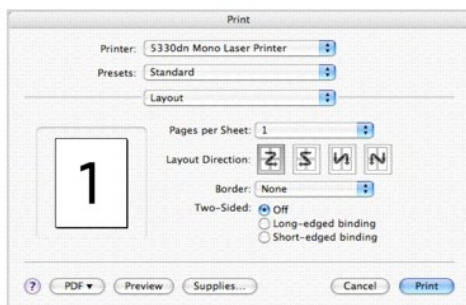 Print
Printer: 5330dn Mono Laser Printer
Presets: Standard
Layout
Pages per Sheet: 1
Layout Direction:
Border: None
Two-Sided: Off
Long-edged binding
Short-edged binding
1
? PDF▼ Preview Supplies... Cancel Print